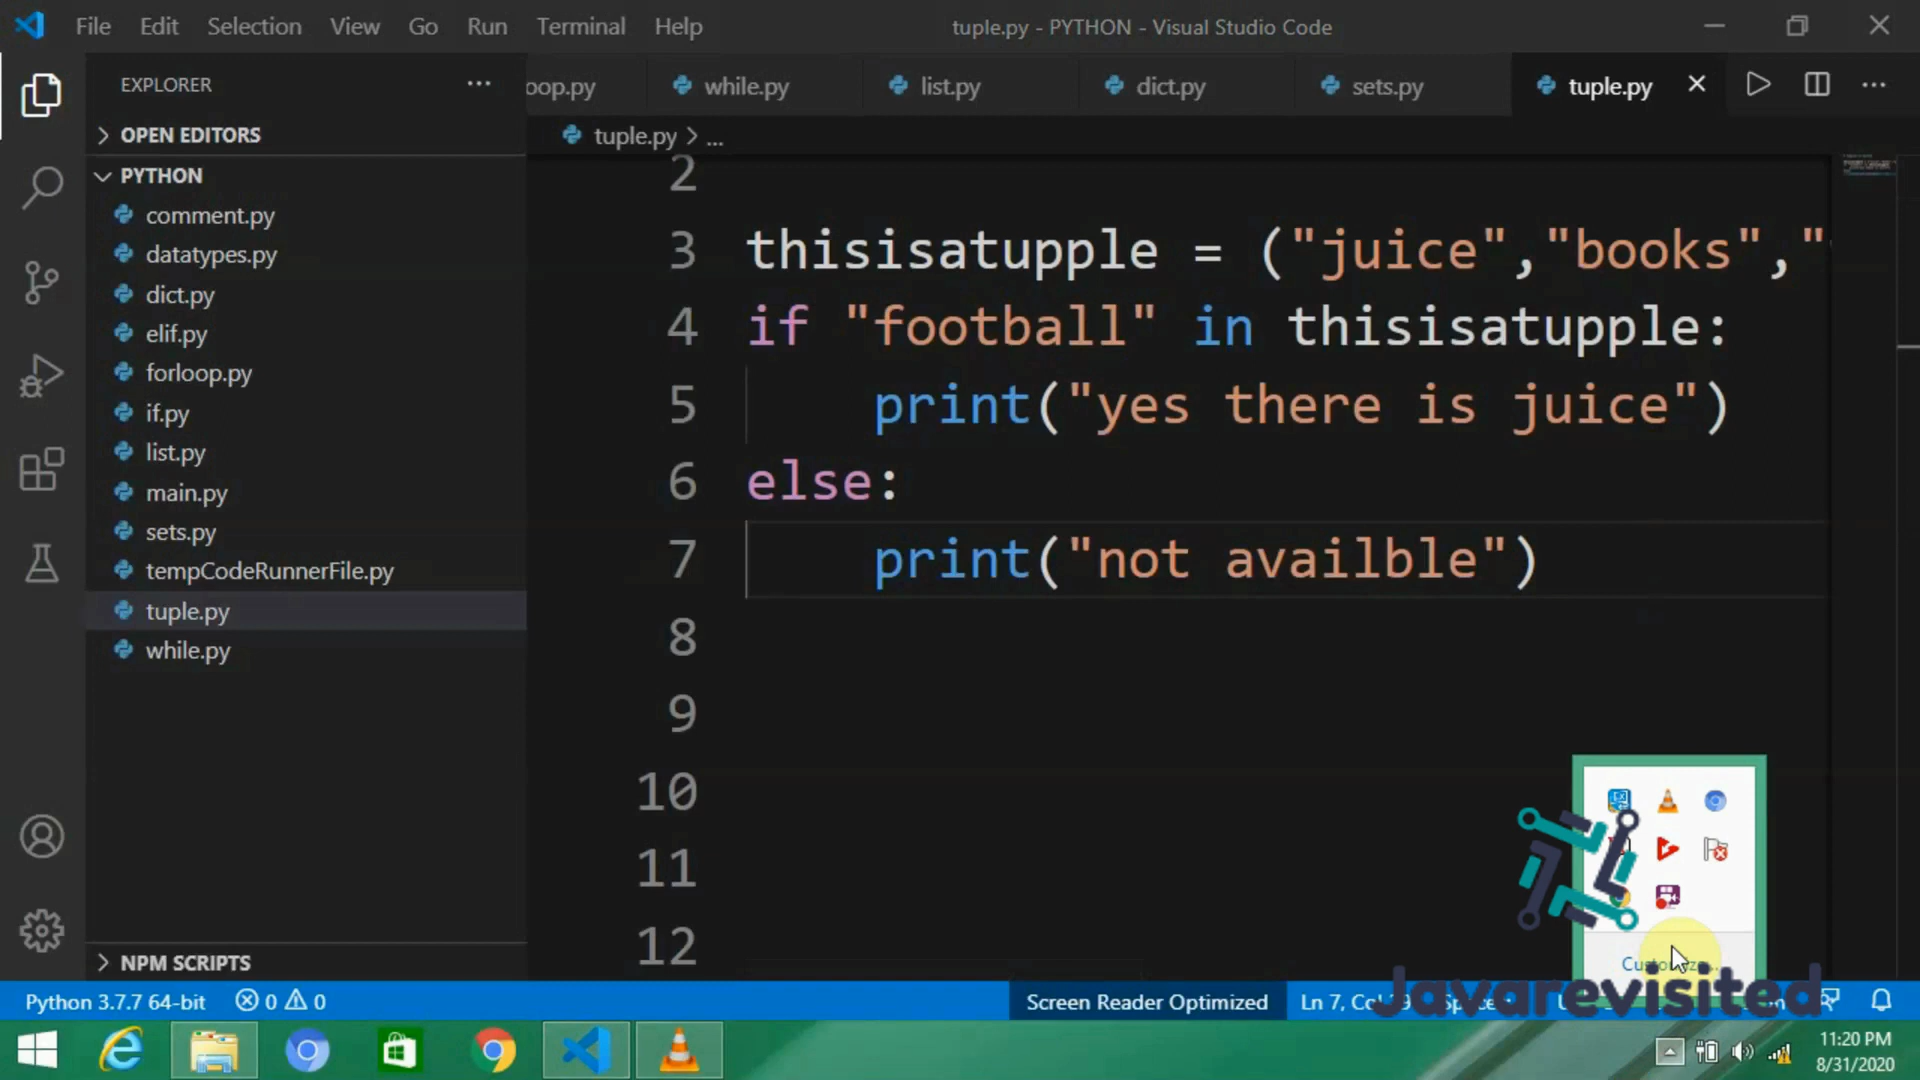 File Edit Selection View Go Run Terminal Help
tuple.py - PYTHON - Visual Studio Code
EXPLORER
oop.py while.py list.py dict.py sets.py tuple.py
OPEN EDITORS
tuple.py > ...
PYTHON
comment.py
datatypes.py
dict.py
elif.py
forloop.py
if.py
list.py
main.py
sets.py
tempCodeRunnerFile.py
tuple.py
while.py
NPM SCRIPTS
2
3 thisisatupple = ("juice","books","
4 if "football" in thisisatupple:
5 print("yes there is juice")
6 else:
7 print("not availble")
8
9
10
11
12
Javarevisited
Python 3.7.7 64-bit 0 0 Screen Reader Optimized Ln 7,
11:20 PM
8/31/2020